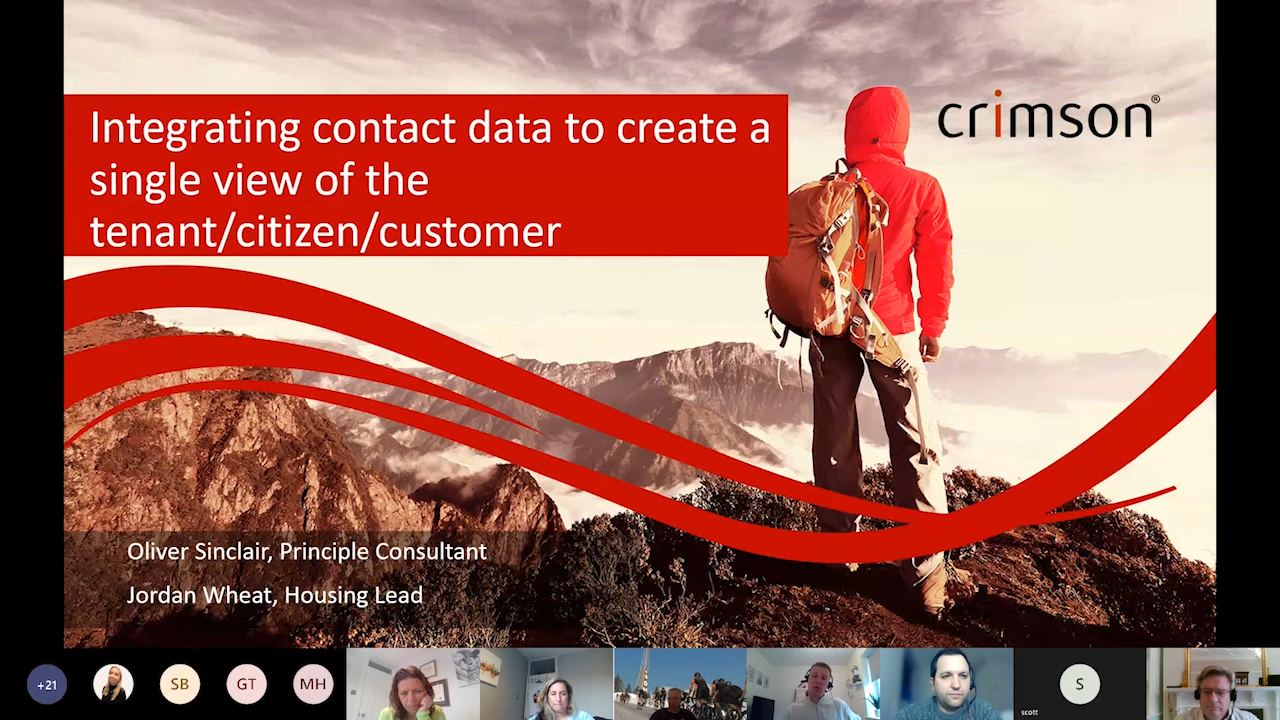 Integrating contact data to create a
single view of the
tenant/citizen/customer
crimson®
Oliver Sinclair, Principle Consultant
Jordan Wheat, Housing Lead
+21
SB
GT
MH
S
scott